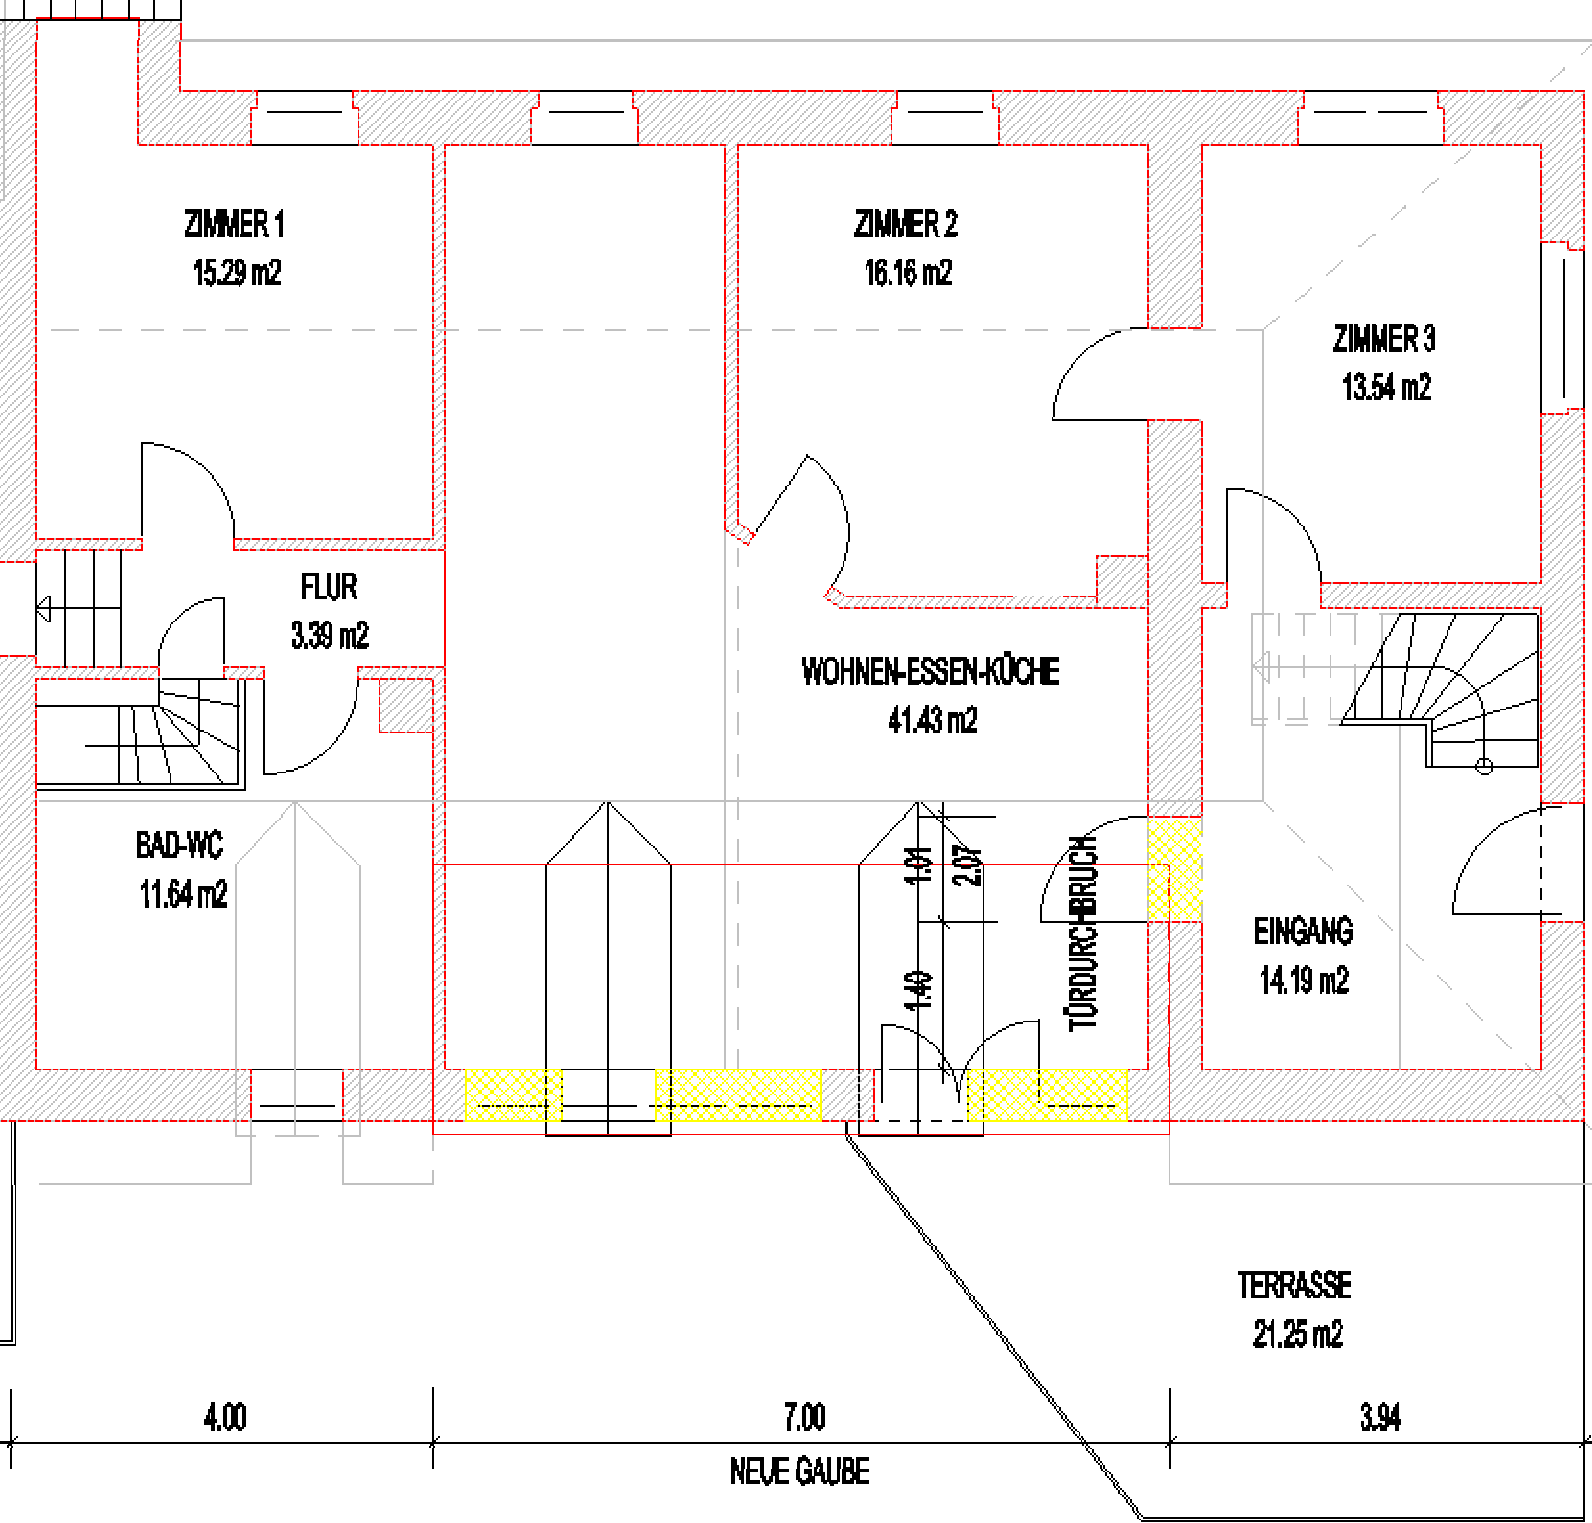 ZIMMER 1
15.29 m2
ZIMMER 2
16.16 m2
ZIMMER 3
13.54 m2
FLUR
3.39 m2
WOHNEN-ESSEN-KÜCHE
41.43 m2
BAD-WC
11.64 m2
1.01
2.07
1.40
TÜRDURCHBRUCH
EINGANG
14.19 m2
TERRASSE
21.25 m2
4.00
7.00
3.94
NEUE GAUBE